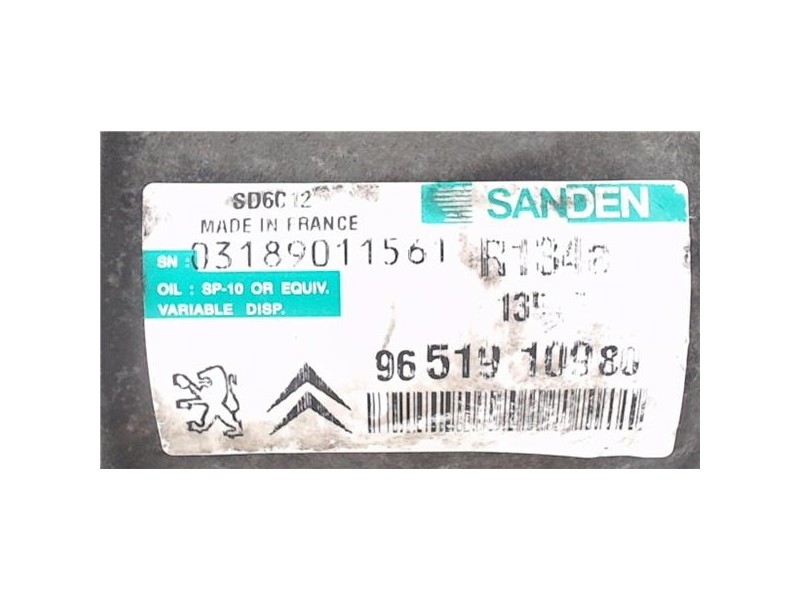 SD6C12
SANDEN
MADE IN FRANCE
SN : 03189011561
R134a
OIL : SP-10 OR EQUIV.
VARIABLE DISP.
96 519 109 80